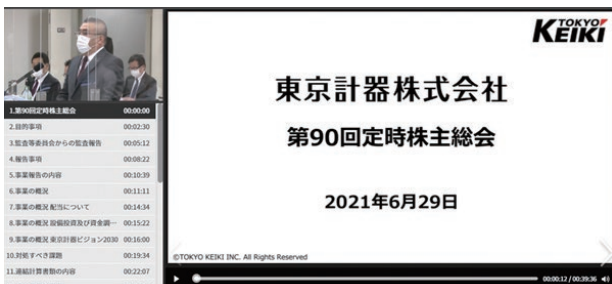 TOKYO
KEIKI
東京計器株式会社
第90回定時株主総会
2021年6月29日
©TOKYO KEIKI INC. All Rights Reserved
1.第90回定時株主総会 00:00:00
2.目的事項 00:02:30
3.監査等委員会からの監査報告 00:05:12
4.報告事項 00:08:22
5.事業報告の内容 00:10:39
6.事業の概況 00:11:11
7.事業の概況 配当について 00:14:34
8.事業の概況 設備投資及び資金調… 00:15:22
9.事業の概況 東京計器ビジョン2030 00:16:00
10.対処すべき課題 00:19:34
11.連結計算書類の内容 00:22:07
00:00:12 / 00:39:36